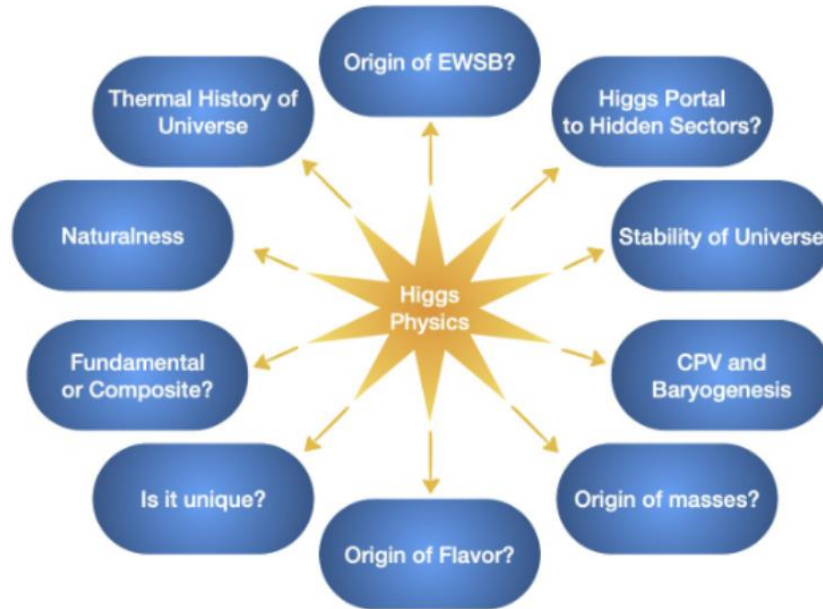 Origin of EWSB?
Thermal History of
Universe
Higgs Portal
to Hidden Sectors?
Naturalness
Stability of Universe
Higgs
Physics
Fundamental
or Composite?
CPV and
Baryogenesis
Is it unique?
Origin of masses?
Origin of Flavor?